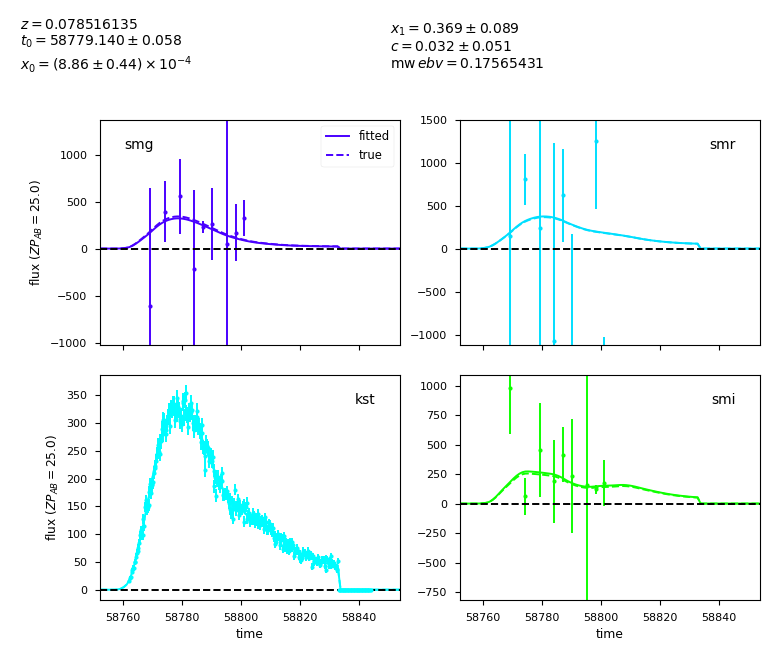 z = 0.078516135
t₀ = 58779.140 ± 0.058
x₀ = (8.86 ± 0.44) × 10⁻⁴
x₁ = 0.369 ± 0.089
c = 0.032 ± 0.051
mw ebv = 0.17565431
smg
fitted
true
1000
500
0
−500
−1000
flux (ZP_AB = 25.0)
smr
1500
1000
500
0
−500
−1000
kst
350
300
250
200
150
100
50
0
flux (ZP_AB = 25.0)
58760 58780 58800 58820 58840
time
smi
1000
750
500
250
0
−250
−500
−750
58760 58780 58800 58820 58840
time